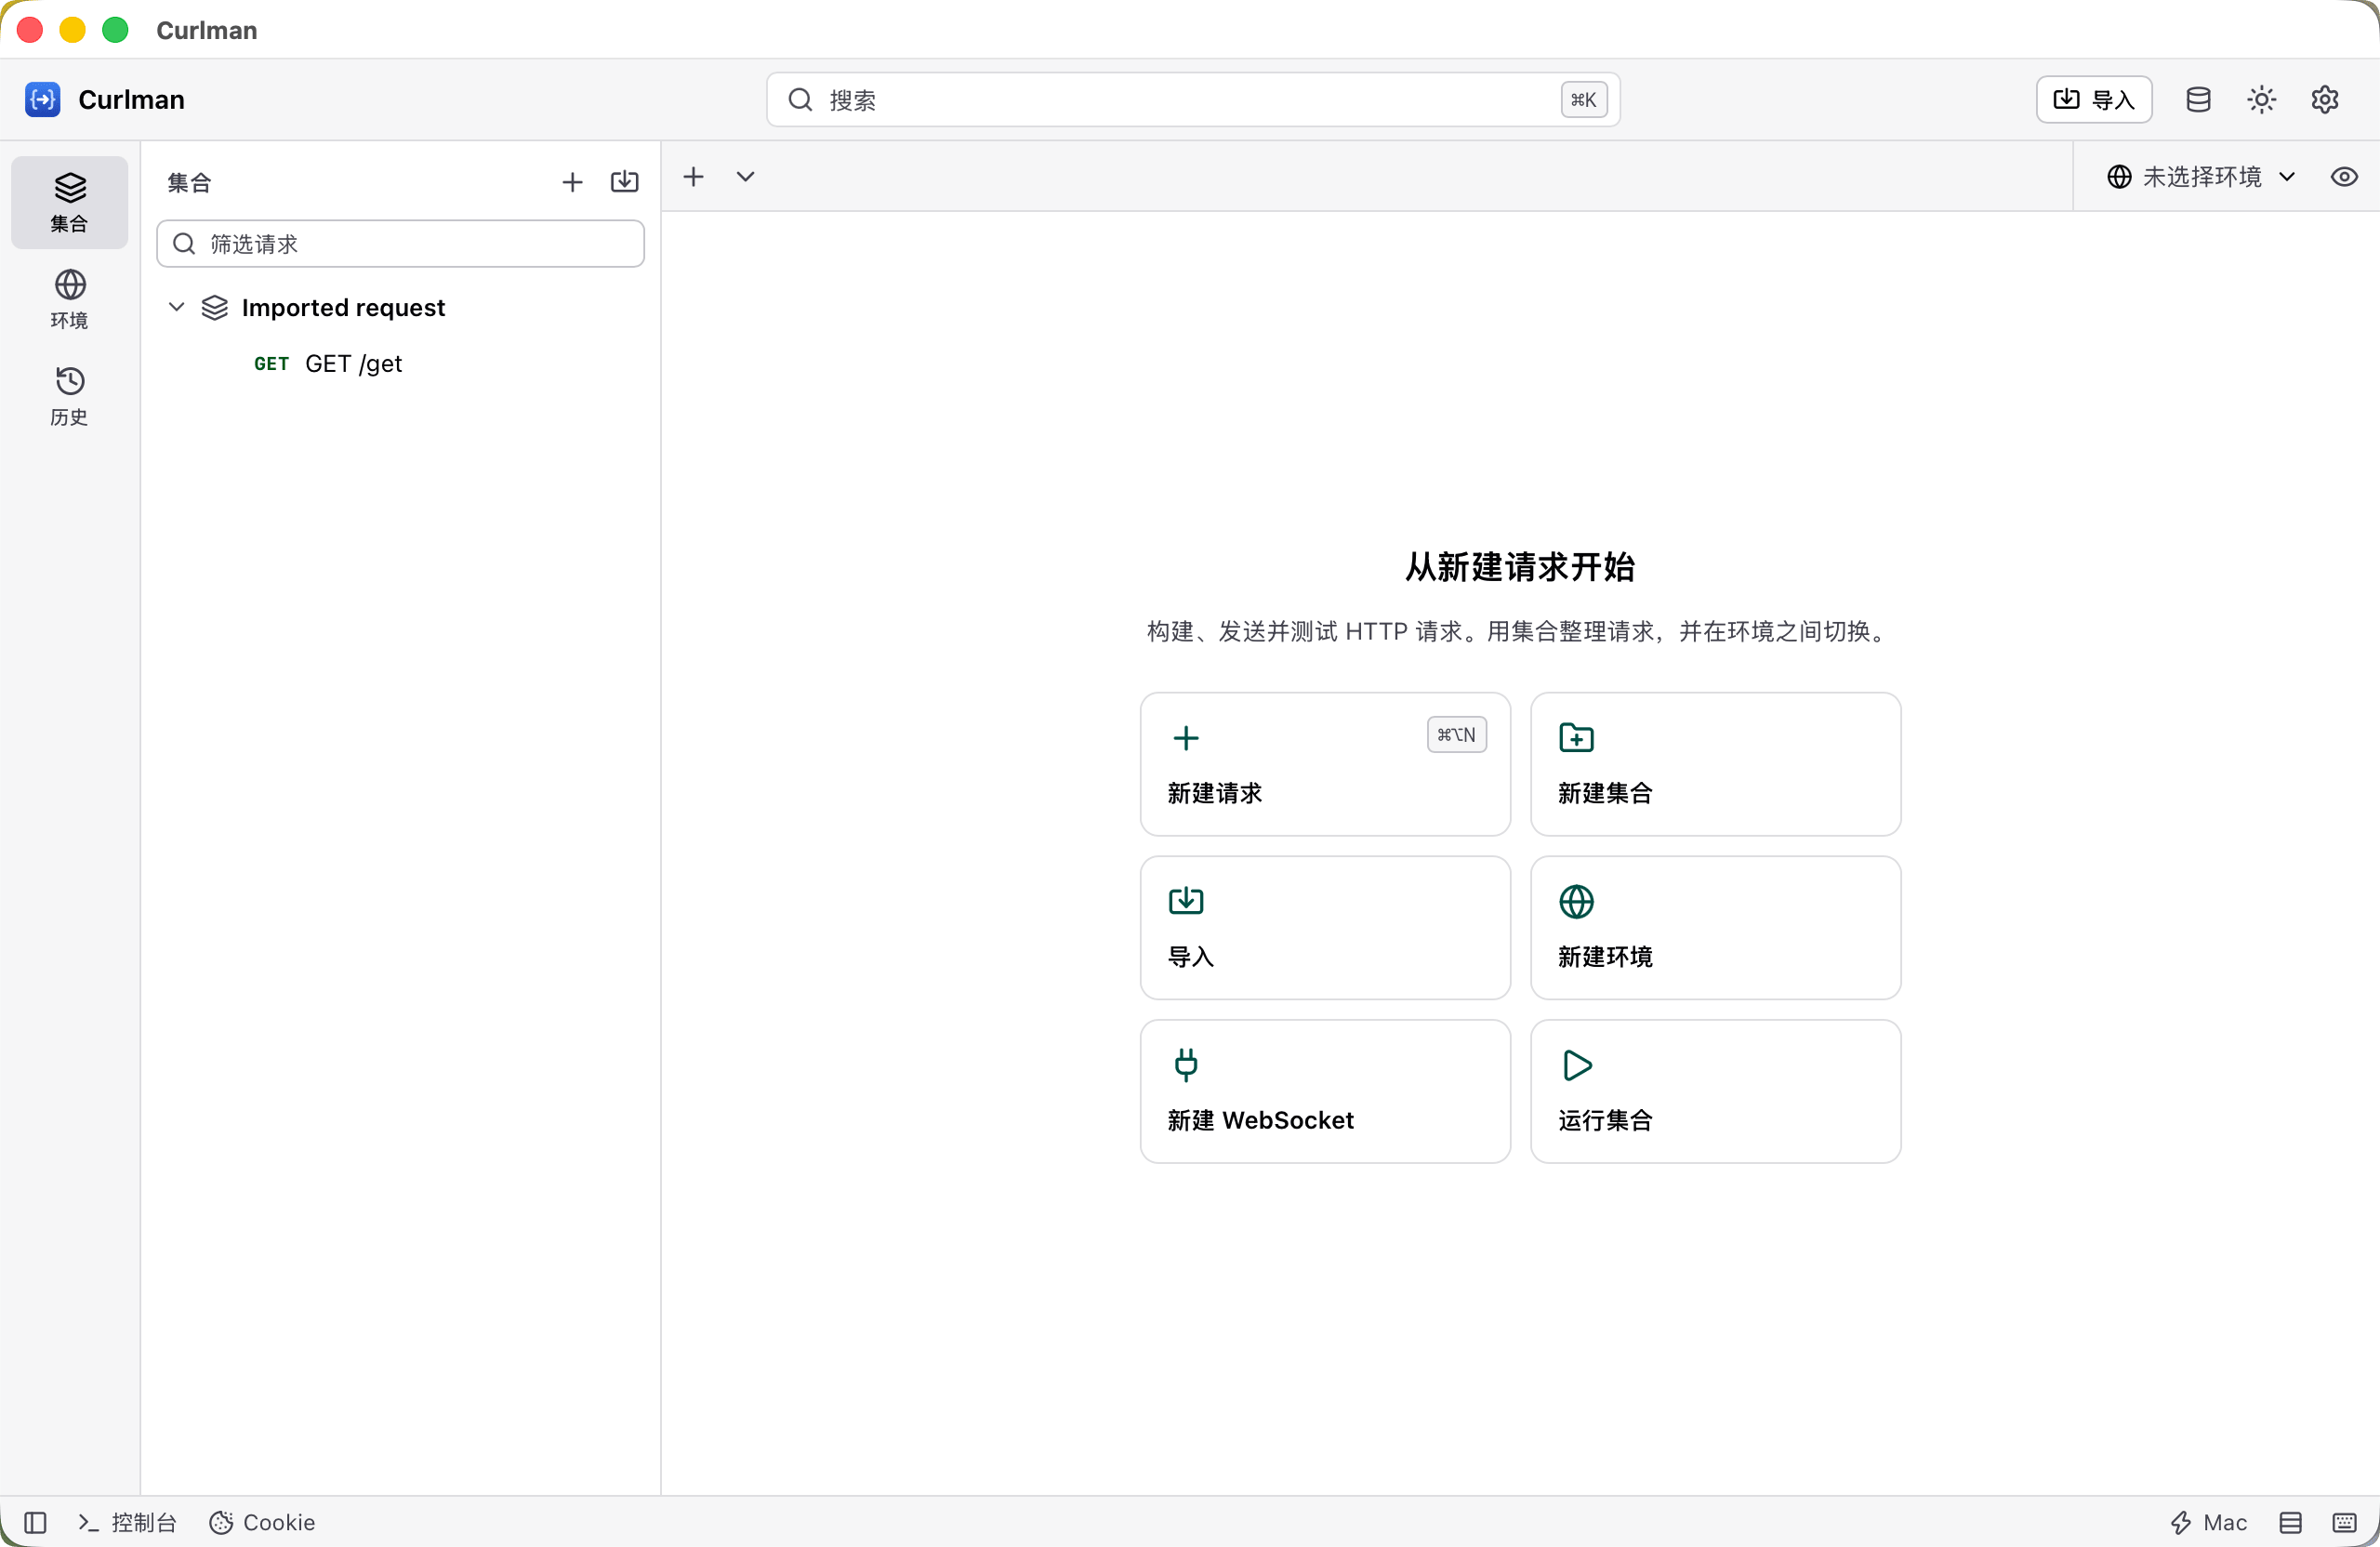 Curlman
Curlman
搜索
⌘K
导入
集合
环境
历史
集合
筛选请求
Imported request
GET GET /get
未选择环境
从新建请求开始
构建、发送并测试 HTTP 请求。用集合整理请求，并在环境之间切换。
⌘⌥N
新建请求
新建集合
导入
新建环境
新建 WebSocket
运行集合
控制台
Cookie
Mac